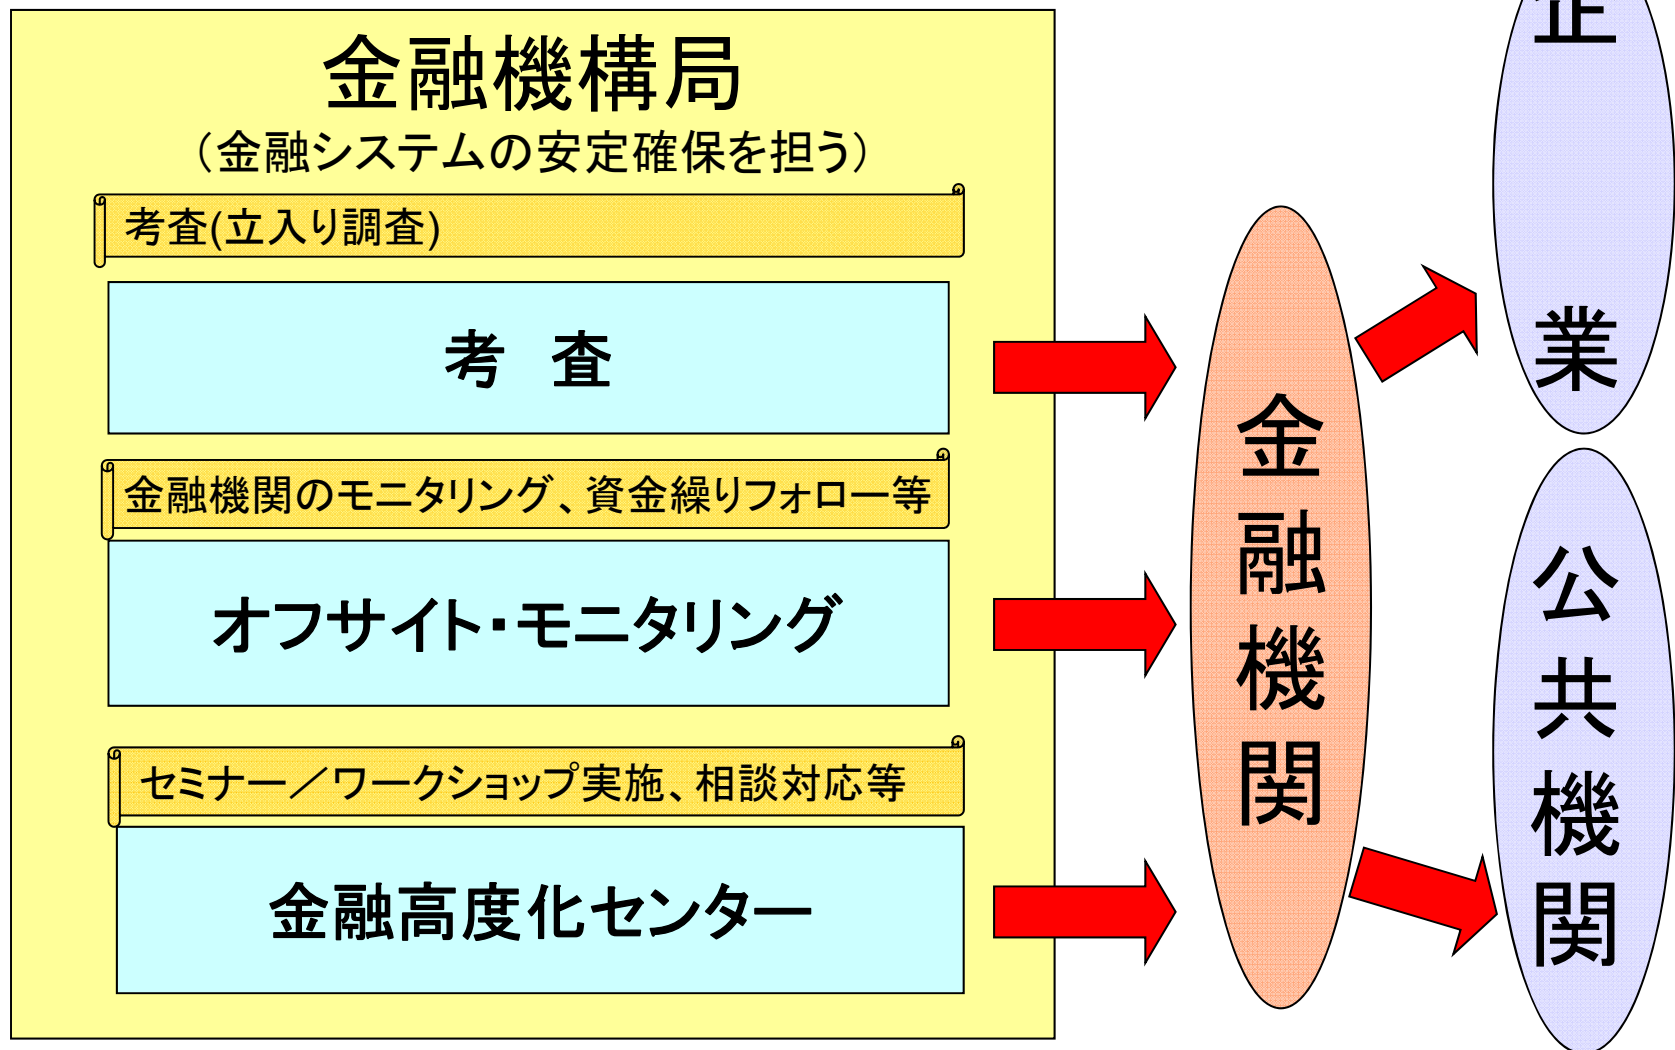 金融機構局
（金融システムの安定確保を担う）
考査(立入り調査)
考　査
金融機関のモニタリング、資金繰りフォロー等
オフサイト・モニタリング
セミナー／ワークショップ実施、相談対応等
金融高度化センター
金融機関
企業
公共機関